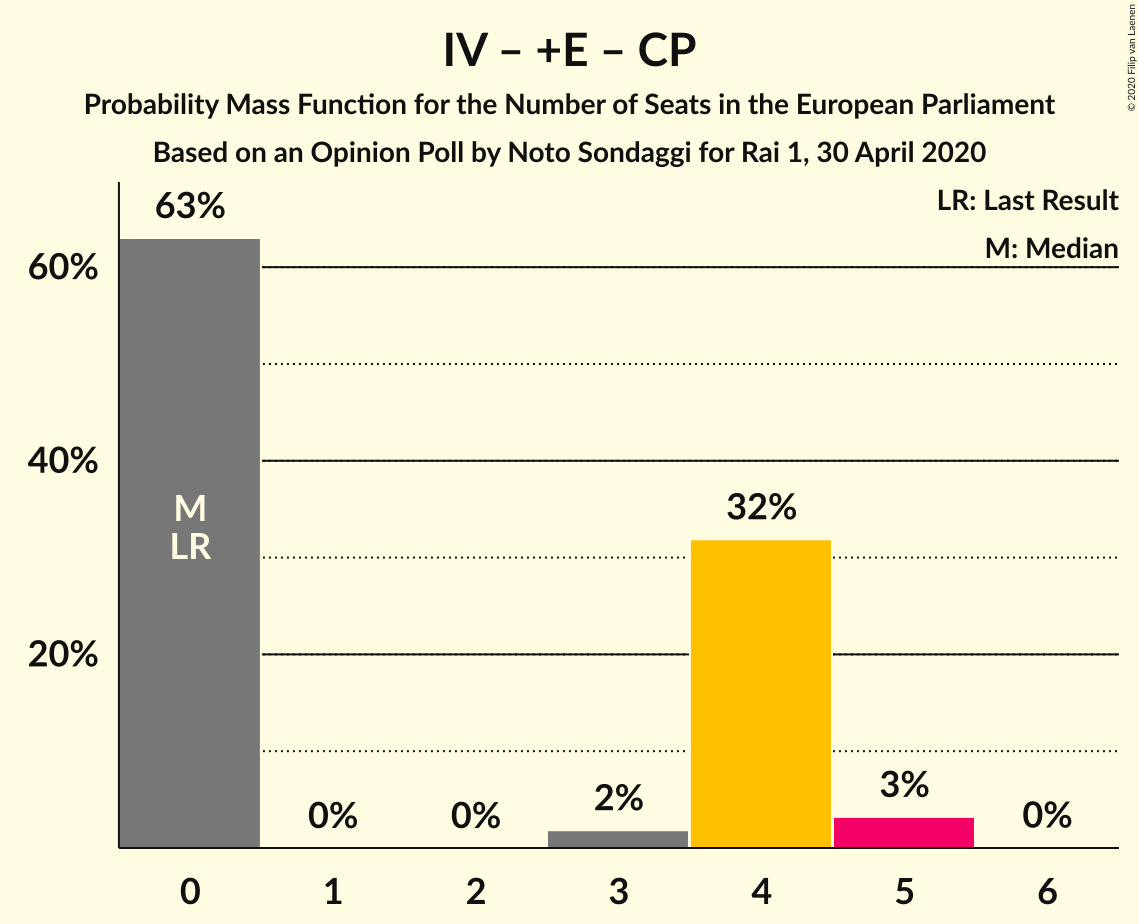 IV – +E – CP
Probability Mass Function for the Number of Seats in the European Parliament
Based on an Opinion Poll by Noto Sondaggi for Rai 1, 30 April 2020
© 2020 Filip van Laenen
LR: Last Result
M: Median
63%
60%
40%
20%
M
LR
0%
0%
2%
32%
3%
0%
0
1
2
3
4
5
6